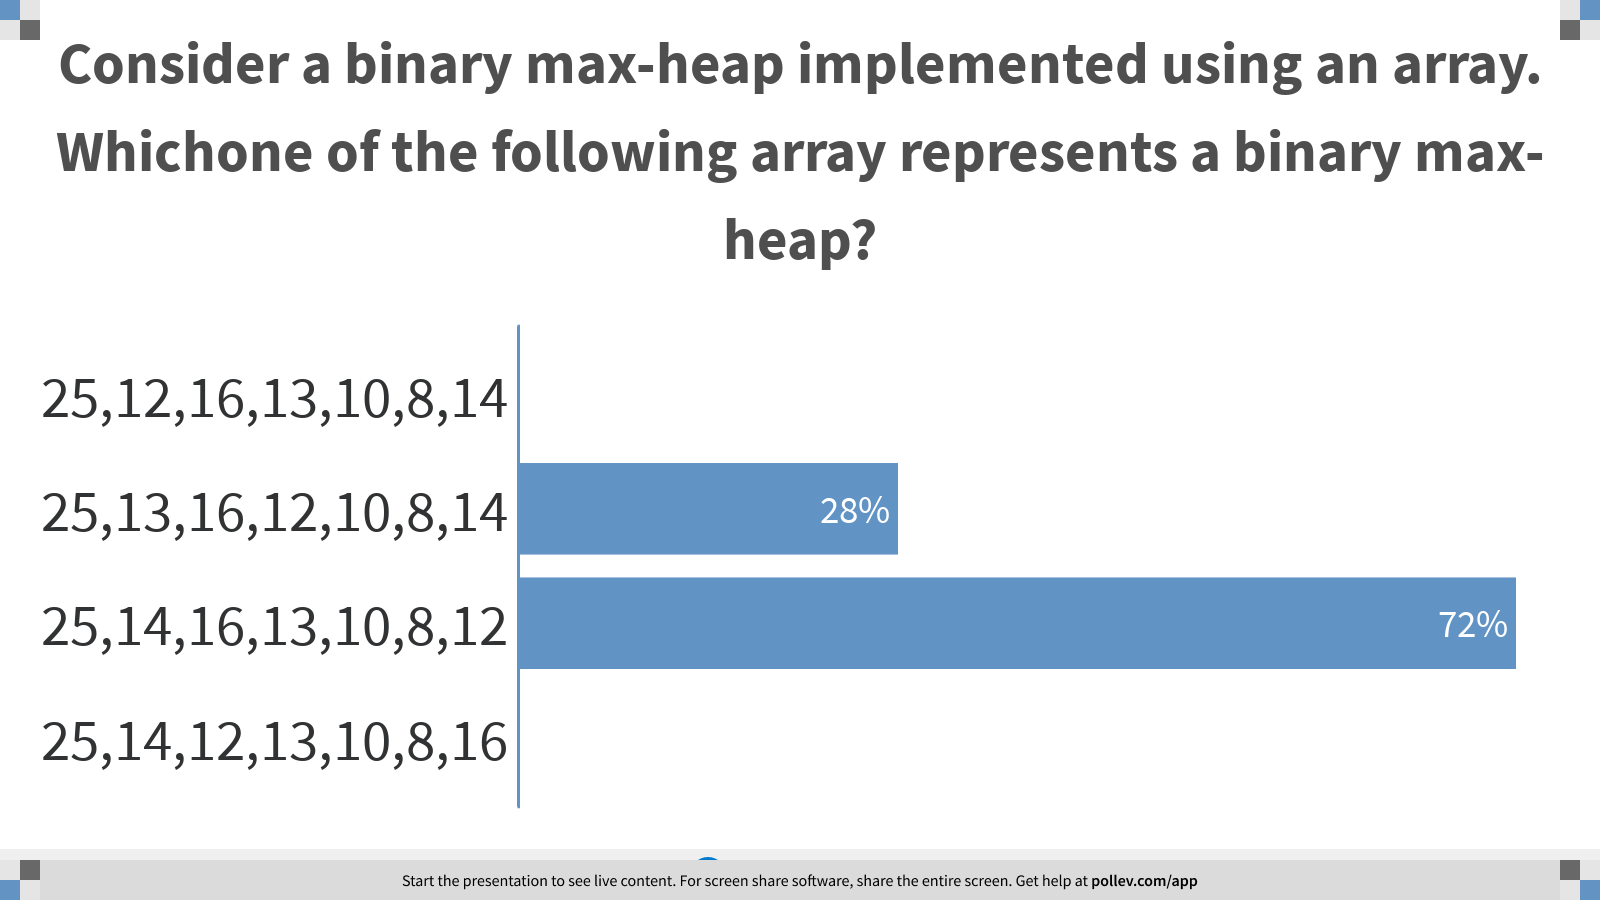 Consider a binary max-heap implemented using an array.
Whichone of the following array represents a binary max-
heap?
25,12,16,13,10,8,14
25,13,16,12,10,8,14
28%
25,14,16,13,10,8,12
72%
25,14,12,13,10,8,16
Start the presentation to see live content. For screen share software, share the entire screen. Get help at pollev.com/app